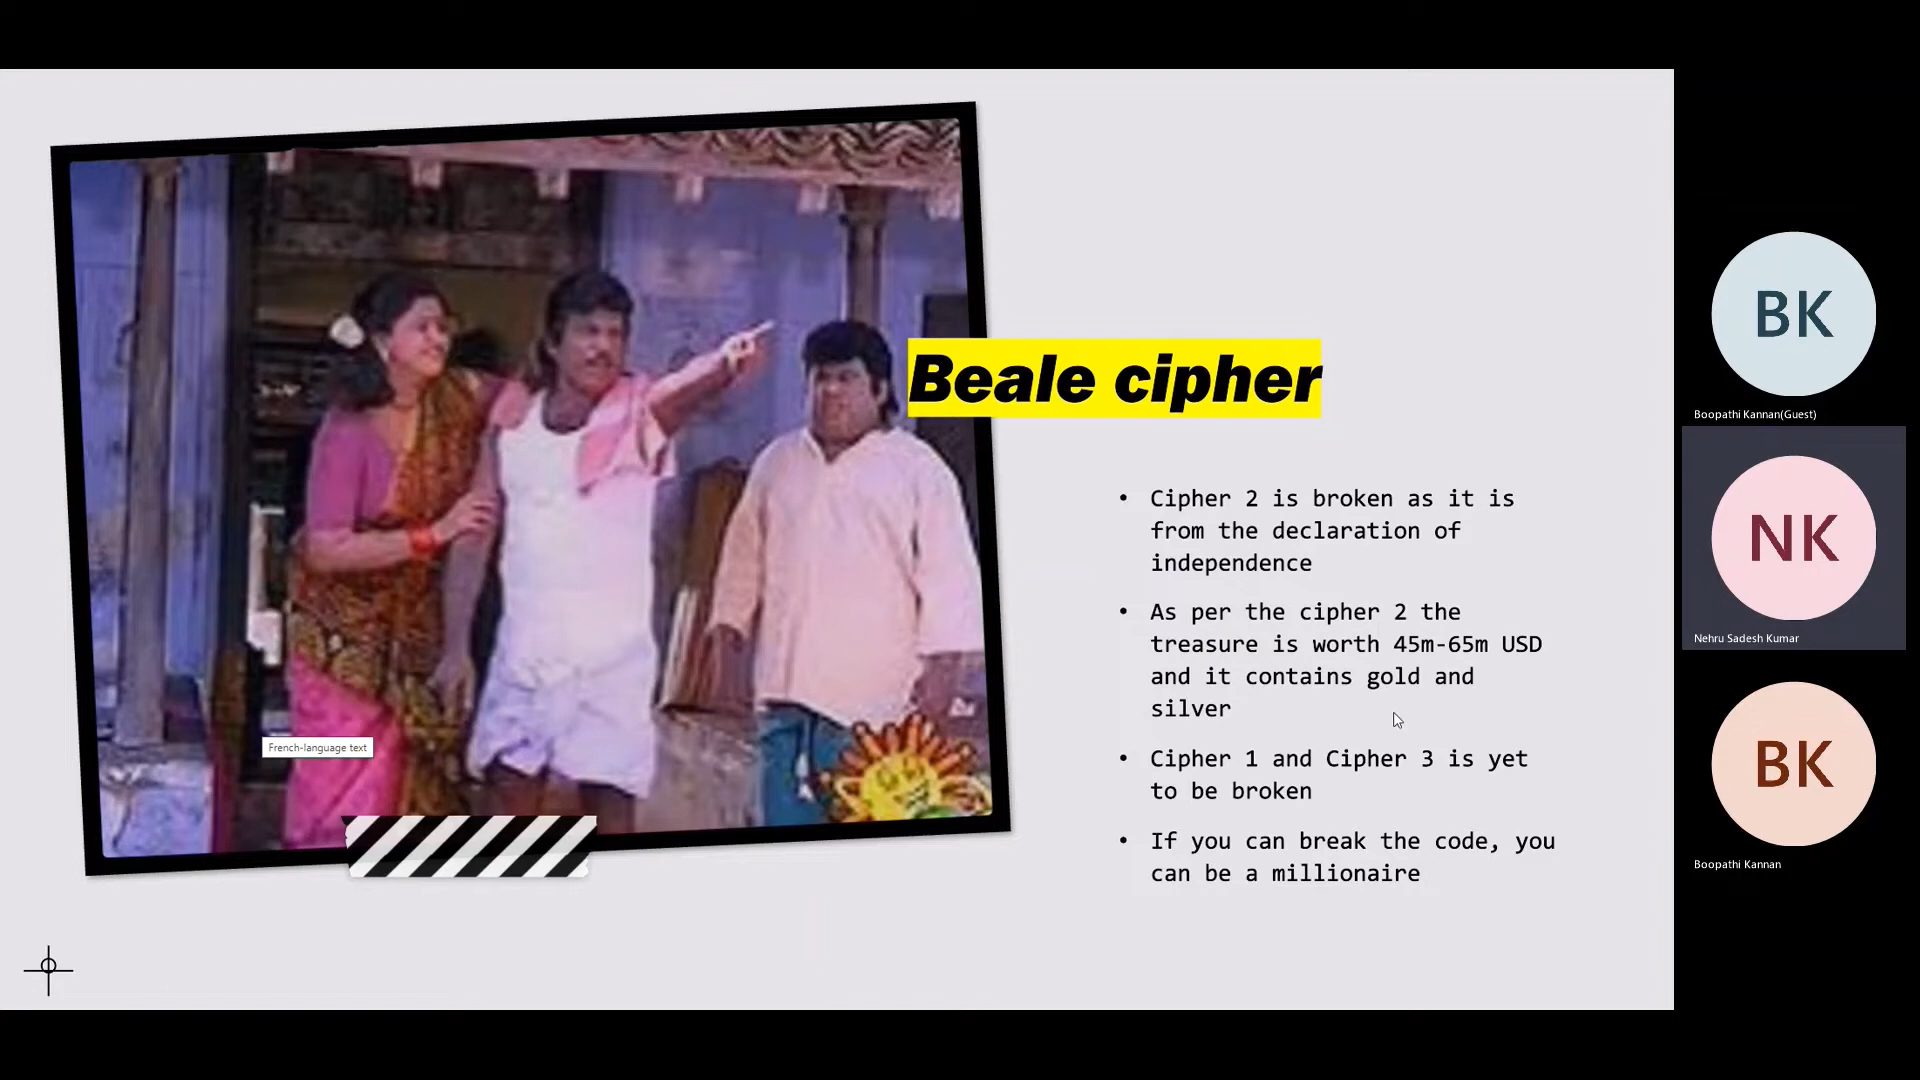 Beale cipher
• Cipher 2 is broken as it is
from the declaration of
independence
• As per the cipher 2 the
treasure is worth 45m-65m USD
and it contains gold and
silver
• Cipher 1 and Cipher 3 is yet
to be broken
• If you can break the code, you
can be a millionaire
French-language text
BK
Boopathi Kannan(Guest)
NK
Nehru Sadesh Kumar
BK
Boopathi Kannan